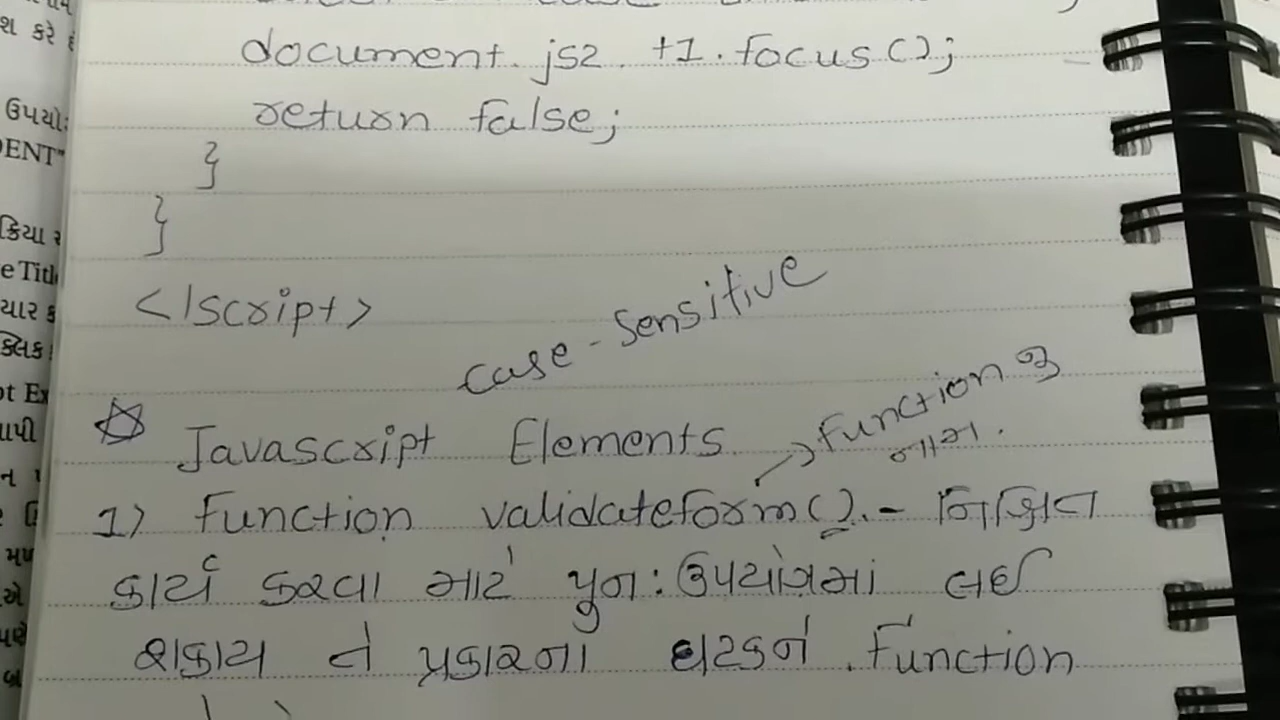 document. js2. t1.focus();
return false;
}
}
</script>
case-sensitive
Javascript Elements
Function નું નામ.
1) Function validateform() - નિશ્ચિત
કાર્ય કરવા માટે પુન: ઉપયોગમાં લઈ
શકાય તે પ્રકારના ઘટકને Function